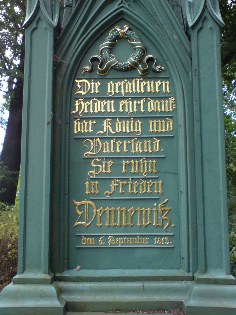 Die gefallenen
Helden ehrt dank-
bar König und
Vaterland.
Sie ruhn
in Frieden
Dennewitz.
den 6. September 1813.